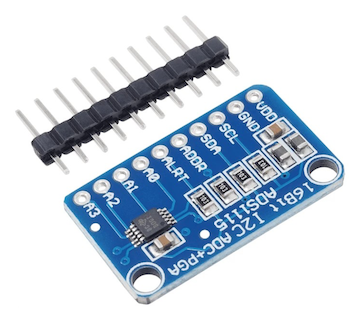 VDD
GND
SCL
SDA
ADDR
ALRT
A0
A1
A2
A3
16Bit I2C ADC+PGA
ADS1115